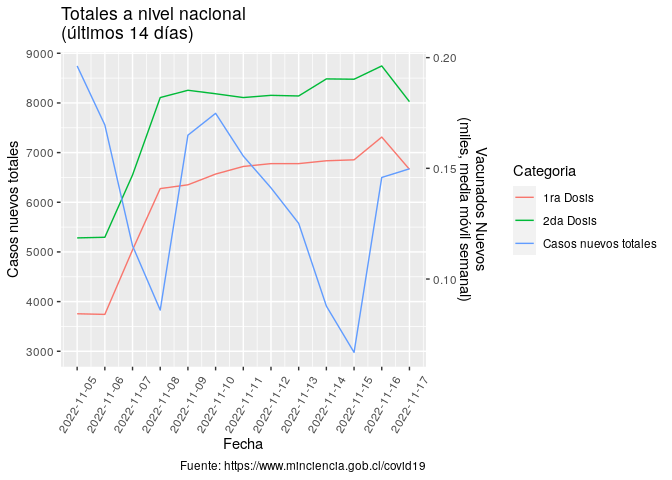 Totales a nivel nacional
(últimos 14 días)
Casos nuevos totales
9000
8000
7000
6000
5000
4000
3000
0.20
0.15
0.10
Vacunados Nuevos
(miles, media móvil semanal)
2022-11-05
2022-11-06
2022-11-07
2022-11-08
2022-11-09
2022-11-10
2022-11-11
2022-11-12
2022-11-13
2022-11-14
2022-11-15
2022-11-16
2022-11-17
Fecha
Categoria
1ra Dosis
2da Dosis
Casos nuevos totales
Fuente: https://www.minciencia.gob.cl/covid19